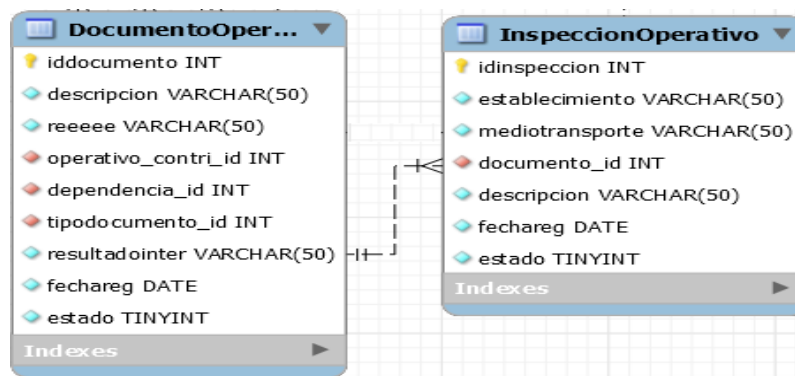 DocumentoOper...
iddocumento INT
descripcion VARCHAR(50)
reeeee VARCHAR(50)
operativo_contri_id INT
dependencia_id INT
tipodocumento_id INT
resultadointer VARCHAR(50)
fechareg DATE
estado TINYINT
Indexes
InspeccionOperativo
idinspeccion INT
establecimiento VARCHAR(50)
mediotransporte VARCHAR(50)
documento_id INT
descripcion VARCHAR(50)
fechareg DATE
estado TINYINT
Indexes